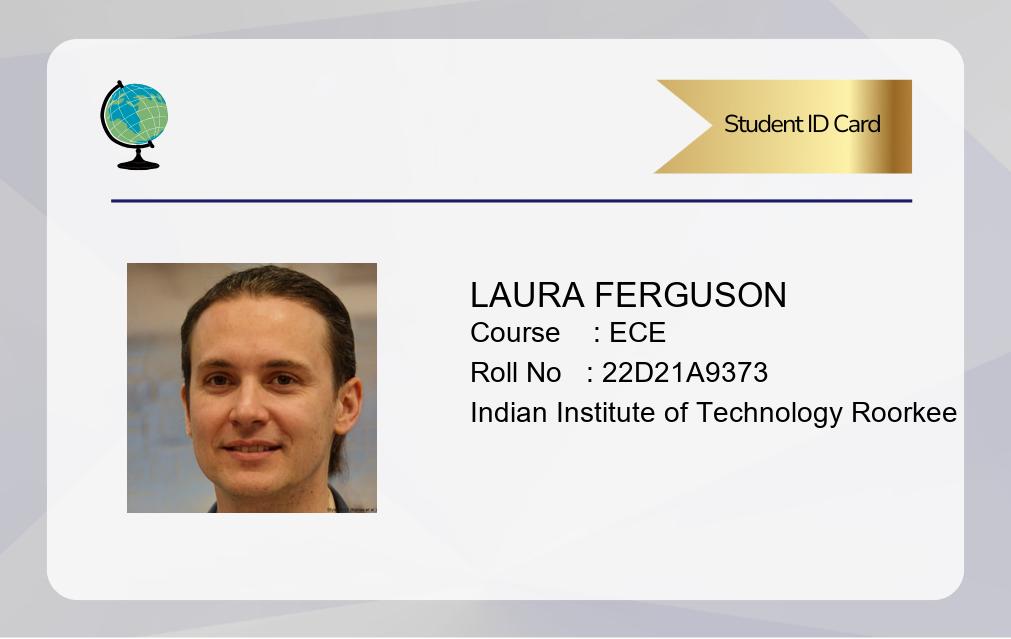 Student ID Card
LAURA FERGUSON
Course : ECE
Roll No : 22D21A9373
Indian Institute of Technology Roorkee